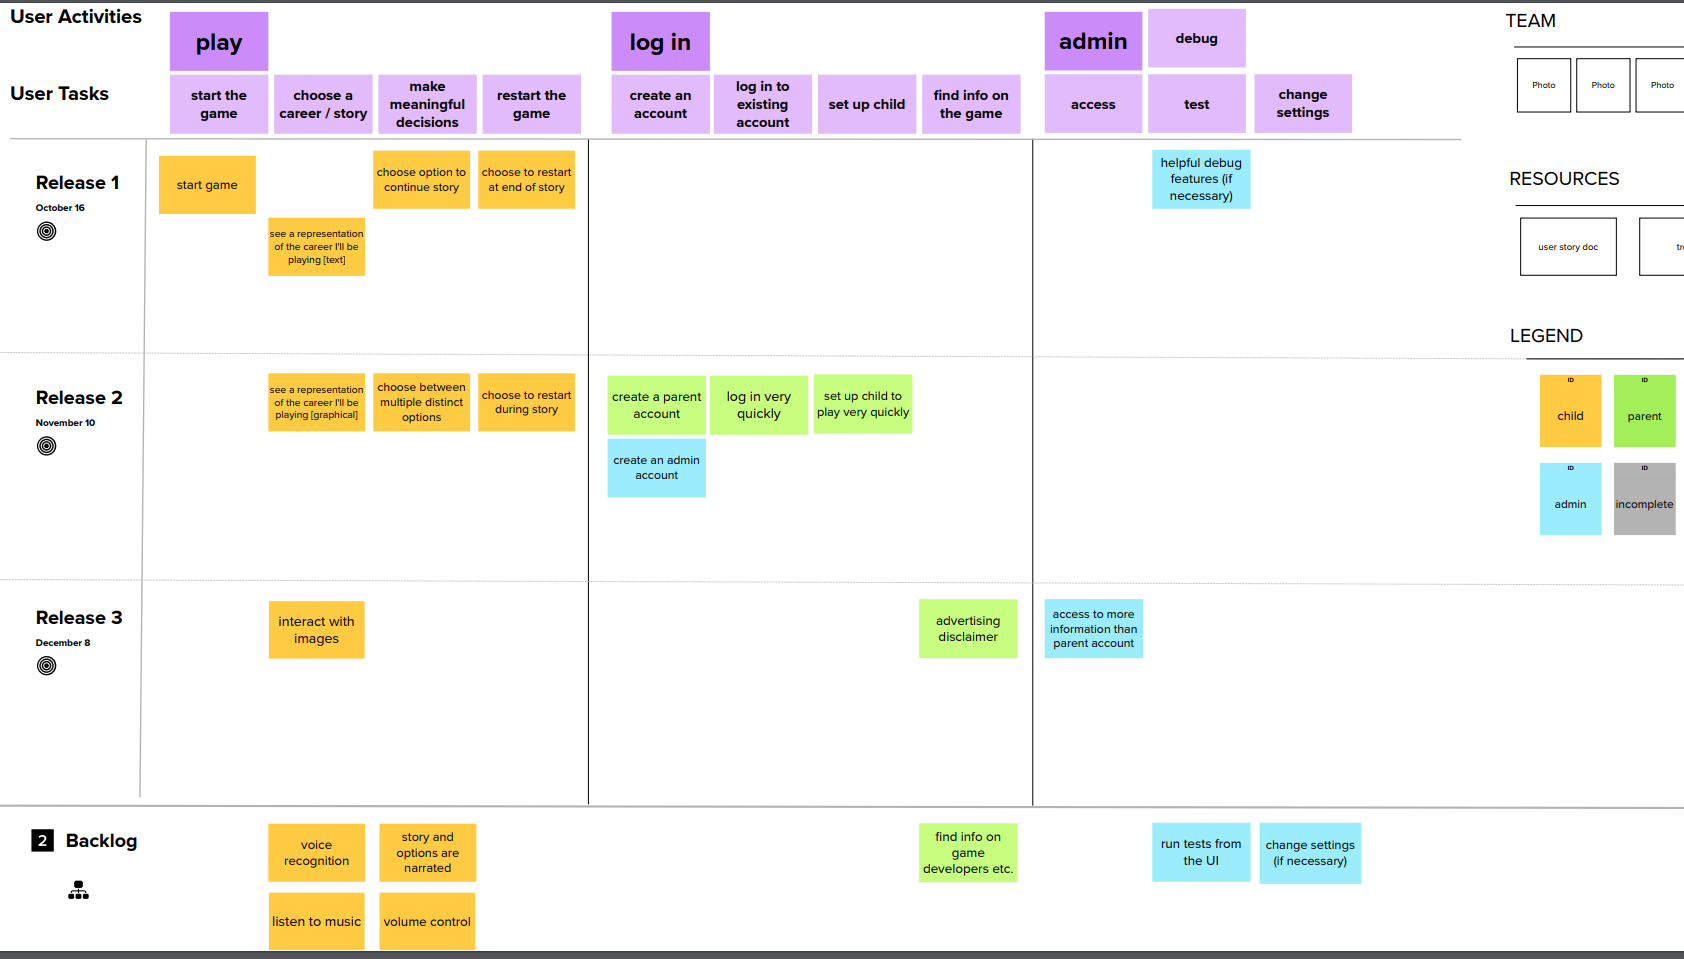 User Activities
play
log in
admin
debug
TEAM
User Tasks
start the
game
choose a
career / story
make
meaningful
decisions
restart the
game
create an
account
log in to
existing
account
set up child
find info on
the game
access
test
change
settings
Photo
Photo
Photo
Release 1
October 16
start game
see a representation
of the career I'll be
playing [text]
choose option to
continue story
choose to restart
at end of story
helpful debug
features (if
necessary)
RESOURCES
user story doc
tr
LEGEND
Release 2
November 10
see a representation
of the career I'll be
playing [graphical]
choose between
multiple distinct
options
choose to restart
during story
create a parent
account
log in very
quickly
set up child to
play very quickly
create an admin
account
ID
child
ID
parent
ID
admin
ID
incomplete
Release 3
December 8
interact with
images
advertising
disclaimer
access to more
information than
parent account
2 Backlog
voice
recognition
story and
options are
narrated
find info on
game
developers etc.
run tests from
the UI
change settings
(if necessary)
listen to music
volume control